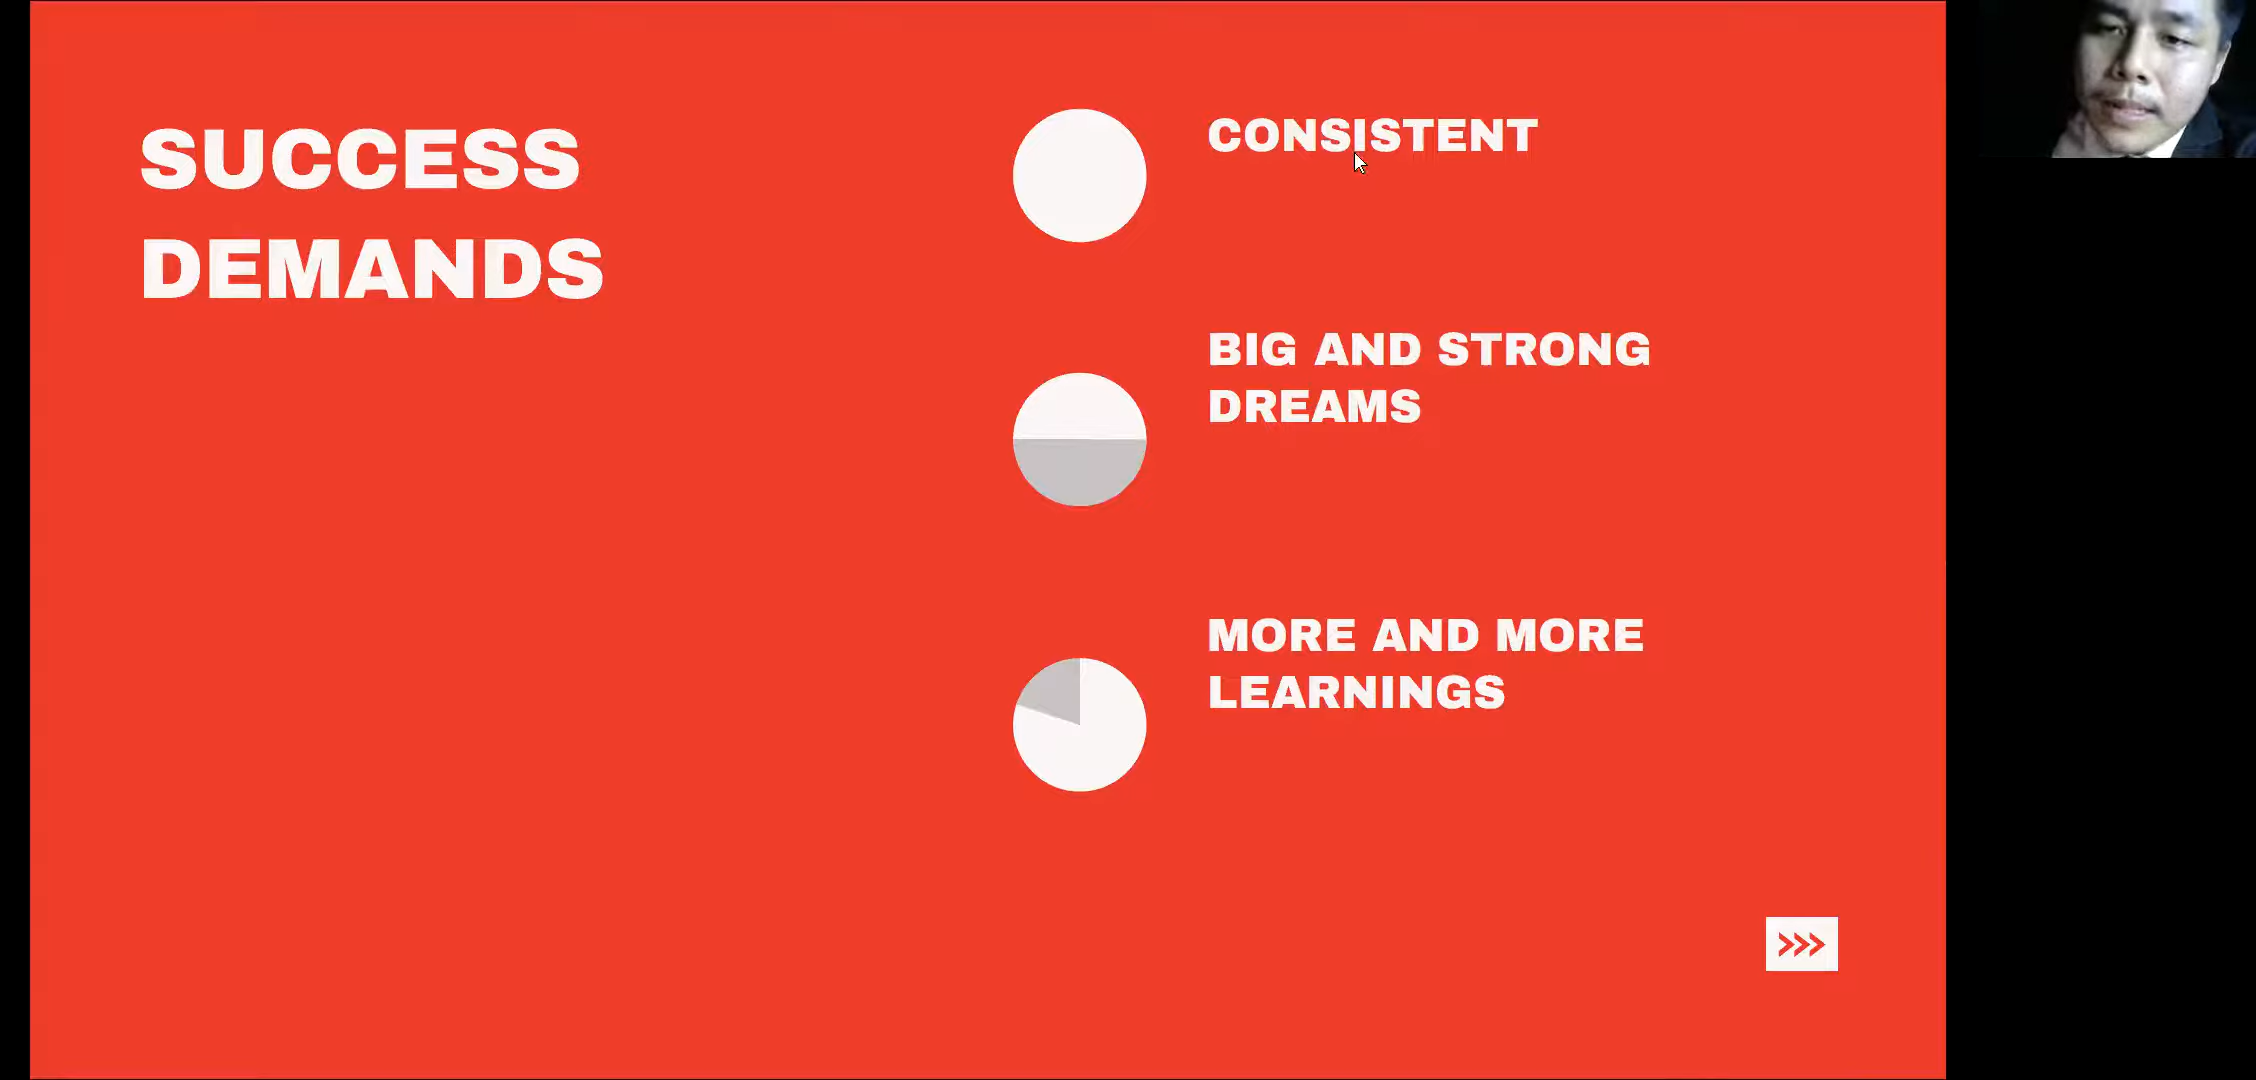 SUCCESS
DEMANDS
CONSISTENT
BIG AND STRONG
DREAMS
MORE AND MORE
LEARNINGS